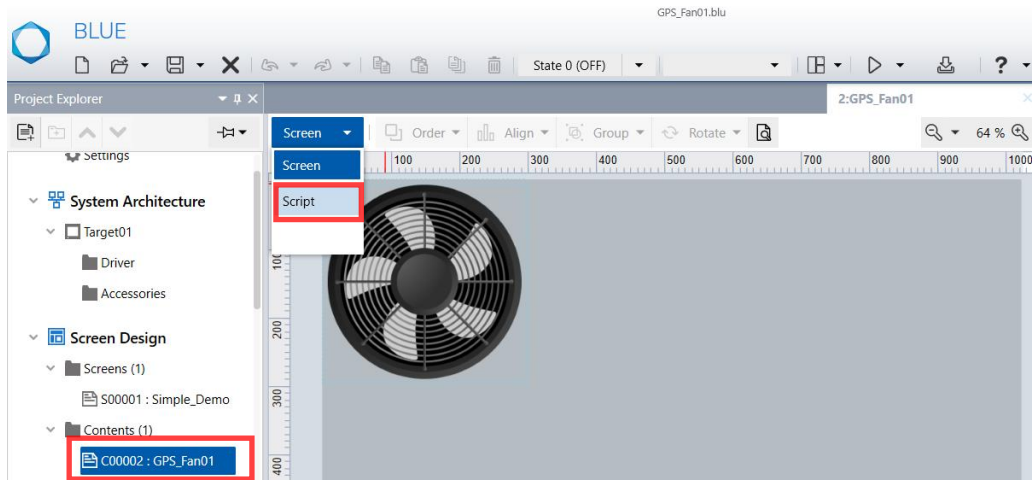 GPS_Fan01.blu
BLUE
State 0 (OFF)
?
Project Explorer
2:GPS_Fan01
Screen
Order
Align
Group
Rotate
64 %
Screen
Script
100 200 300 400 500 600 700 800 900 1000
100
200
300
400
Settings
System Architecture
Target01
Driver
Accessories
Screen Design
Screens (1)
S00001 : Simple_Demo
Contents (1)
C00002 : GPS_Fan01